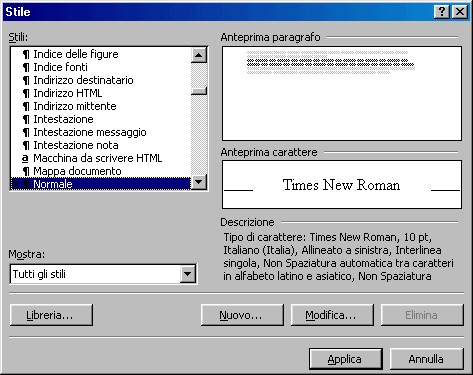 Stile
Stili:
Indice delle figure
Indice fonti
Indirizzo destinatario
Indirizzo HTML
Indirizzo mittente
Intestazione
Intestazione messaggio
Intestazione nota
Macchina da scrivere HTML
Mappa documento
Normale
Mostra:
Tutti gli stili
Anteprima paragrafo
Anteprima carattere
Times New Roman
Descrizione
Tipo di carattere: Times New Roman, 10 pt,
Italiano (Italia), Allineato a sinistra, Interlinea
singola, Non Spaziatura automatica tra caratteri
in alfabeto latino e asiatico, Non Spaziatura
Libreria...
Nuovo...
Modifica...
Elimina
Applica
Annulla